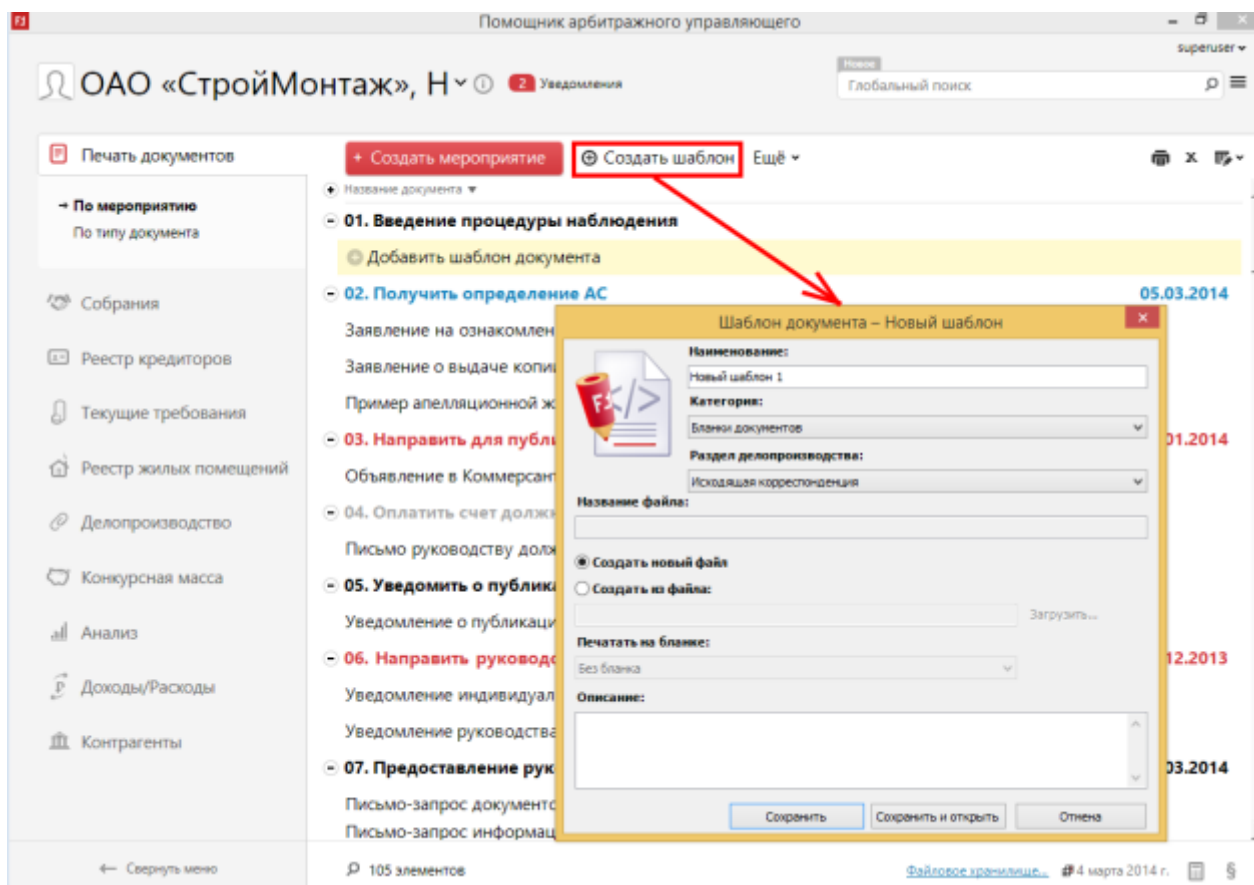 Помощник арбитражного управляющего
superuser
ОАО «СтройМонтаж», Н
2 Уведомления
Новое
Глобальный поиск
Печать документов
+ Создать мероприятие
Создать шаблон
Ещё
→ По мероприятию
По типу документа
Название документа
01. Введение процедуры наблюдения
Добавить шаблон документа
02. Получить определение АС 05.03.2014
Заявление на ознакомлен
Заявление о выдаче копи
Пример апелляционной ж
03. Направить для публи 01.2014
Объявление в Коммерсант
04. Оплатить счет должн
Письмо руководству долж
05. Уведомить о публика
Уведомление о публикаци
06. Направить руководс 12.2013
Уведомление индивидуал
Уведомление руководства
07. Предоставление рук 03.2014
Письмо-запрос документо
Письмо-запрос информац
Собрания
Реестр кредиторов
Текущие требования
Реестр жилых помещений
Делопроизводство
Конкурсная масса
Анализ
Доходы/Расходы
Контрагенты
Шаблон документа – Новый шаблон
Наименование:
Новый шаблон 1
Категория:
Бланки документов
Раздел делопроизводства:
Исходящая корреспонденция
Название файла:
Создать новый файл
Создать из файла:
Загрузить...
Печатать на бланке:
Без бланка
Описание:
Сохранить
Сохранить и открыть
Отмена
← Свернуть меню
105 элементов
Файловое хранилище...
4 марта 2014 г.
§